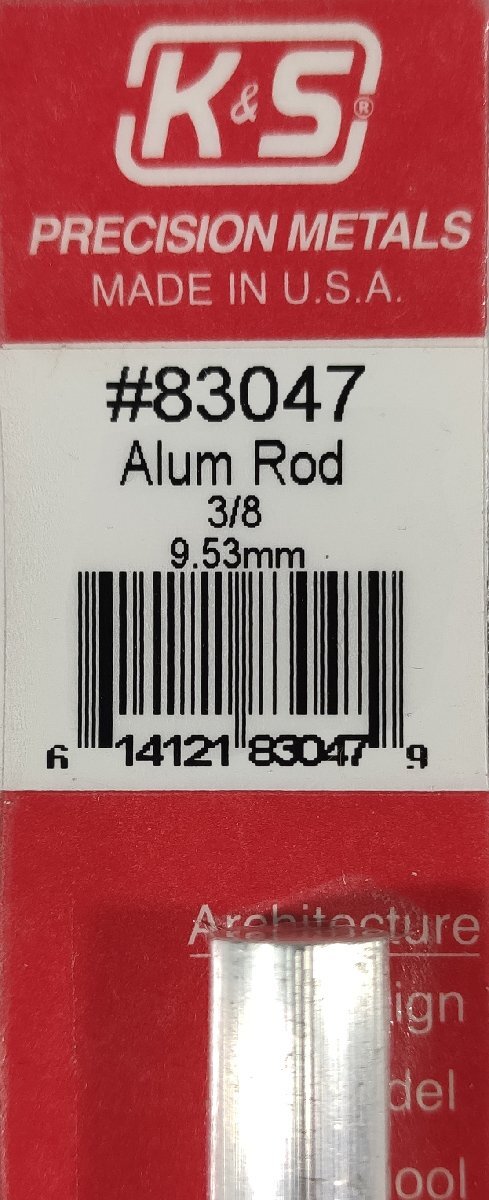 K&S®
PRECISION METALS
MADE IN U.S.A.
#83047
Alum Rod
3/8
9.53mm
6 14121 83047 9
Architecture